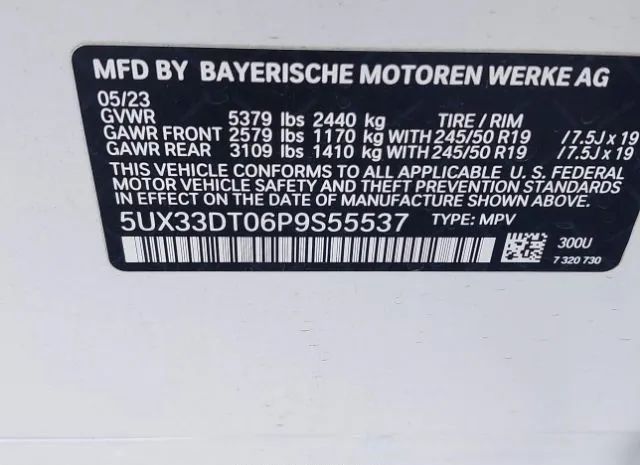 MFD BY BAYERISCHE MOTOREN WERKE AG
05/23
GVWR 5379 lbs 2440 kg TIRE / RIM
GAWR FRONT 2579 lbs 1170 kg WITH 245/50 R19 /7.5J x 19
GAWR REAR 3109 lbs 1410 kg WITH 245/50 R19 /7.5J x 19
THIS VEHICLE CONFORMS TO ALL APPLICABLE U. S. FEDERAL
MOTOR VEHICLE SAFETY AND THEFT PREVENTION STANDARDS
IN EFFECT ON THE DATE OF MANUFACTURE SHOWN ABOVE.
5UX33DT06P9S55537 TYPE: MPV
300U
7 320 730